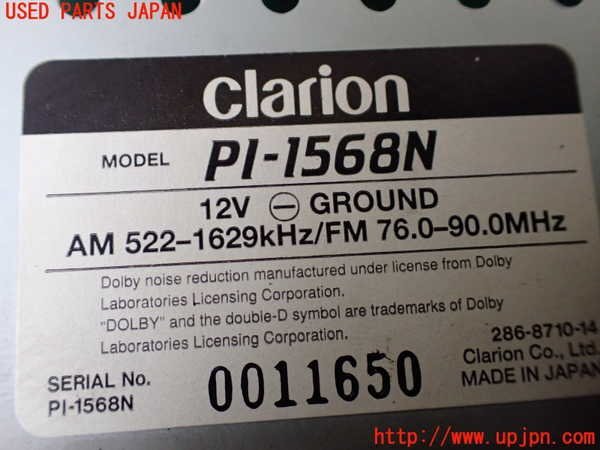 USED PARTS JAPAN
Clarion
MODEL PI-1568N
12V ⊖ GROUND
AM 522–1629kHz/FM 76.0–90.0MHz
Dolby noise reduction manufactured under license from Dolby
Laboratories Licensing Corporation.
"DOLBY" and the double-D symbol are trademarks of Dolby
Laboratories Licensing Corporation.
286-8710-14
Clarion Co., Ltd.
MADE IN JAPAN
SERIAL No.
PI-1568N
0011650
http://www.upjpn.com